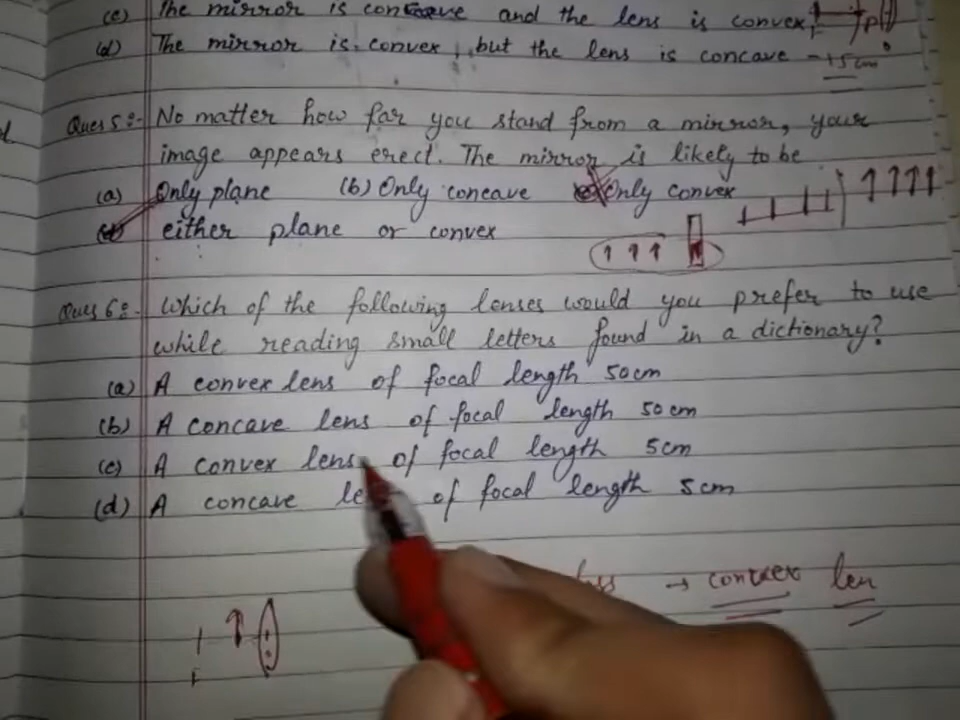 (c) The mirror is concave and the lens is convex
(d) The mirror is convex, but the lens is concave -15cm
Ques 5:- No matter how far you stand from a mirror, your
image appears erect. The mirror is likely to be
(a) Only plane (b) Only concave (c) Only convex
(d) either plane or convex
Ques 6:- Which of the following lenses would you prefer to use
while reading small letters found in a dictionary?
(a) A convex lens of focal length 50cm
(b) A concave lens of focal length 50 cm
(c) A convex lens of focal length 5cm
(d) A concave of focal length 5cm
→ convex len
F